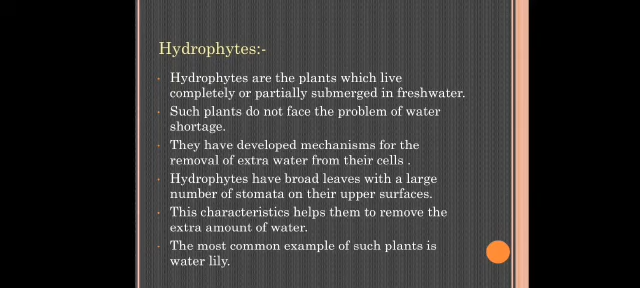 Hydrophytes:-
• Hydrophytes are the plants which live
completely or partially submerged in freshwater.
• Such plants do not face the problem of water
shortage.
• They have developed mechanisms for the
removal of extra water from their cells .
• Hydrophytes have broad leaves with a large
number of stomata on their upper surfaces.
• This characteristics helps them to remove the
extra amount of water.
• The most common example of such plants is
water lily.